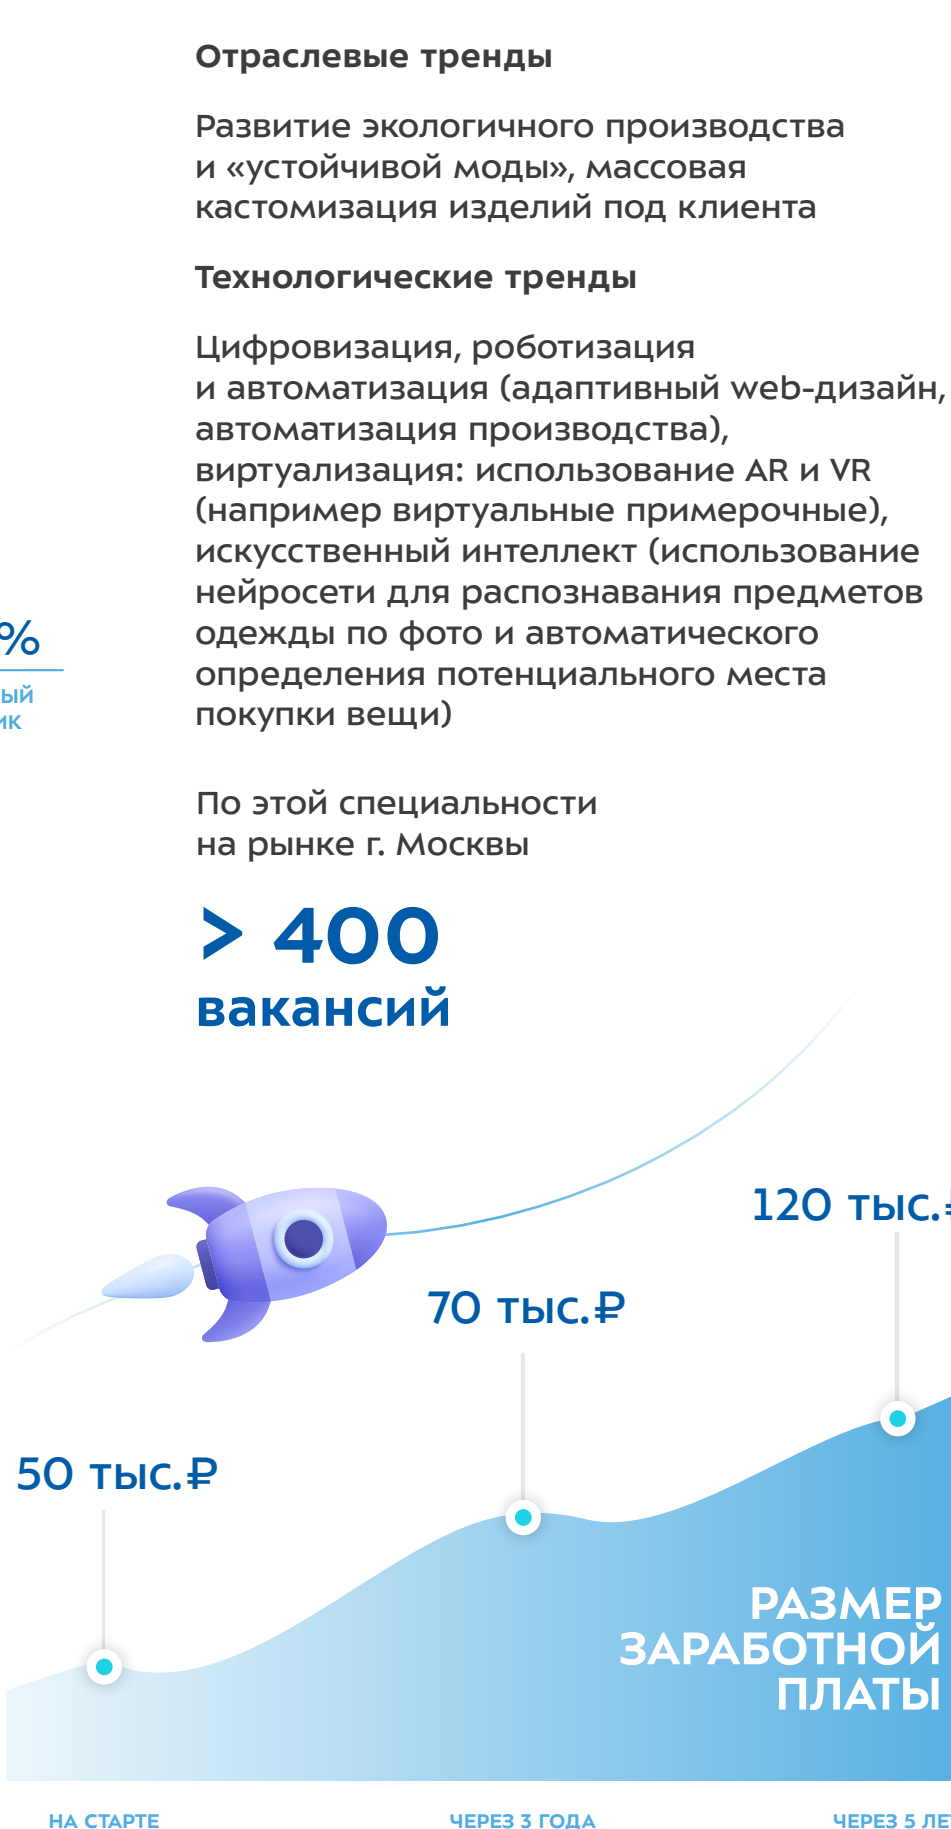 Отраслевые тренды
Развитие экологичного производства
и «устойчивой моды», массовая
кастомизация изделий под клиента
Технологические тренды
Цифровизация, роботизация
и автоматизация (адаптивный web-дизайн,
автоматизация производства),
виртуализация: использование AR и VR
(например виртуальные примерочные),
искусственный интеллект (использование
нейросети для распознавания предметов
одежды по фото и автоматического
определения потенциального места
покупки вещи)
%
По этой специальности
на рынке г. Москвы
> 400
вакансий
120 тыс.₽
70 тыс.₽
50 тыс.₽
РАЗМЕР
ЗАРАБОТНОЙ
ПЛАТЫ
НА СТАРТЕ
ЧЕРЕЗ 3 ГОДА
ЧЕРЕЗ 5 ЛЕТ